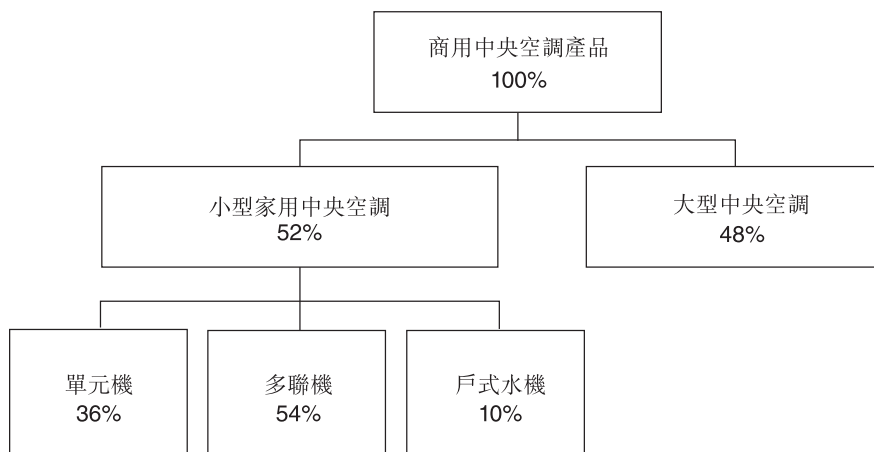 商用中央空調產品
100%
小型家用中央空調
52%
大型中央空調
48%
單元機
36%
多聯機
54%
戶式水機
10%